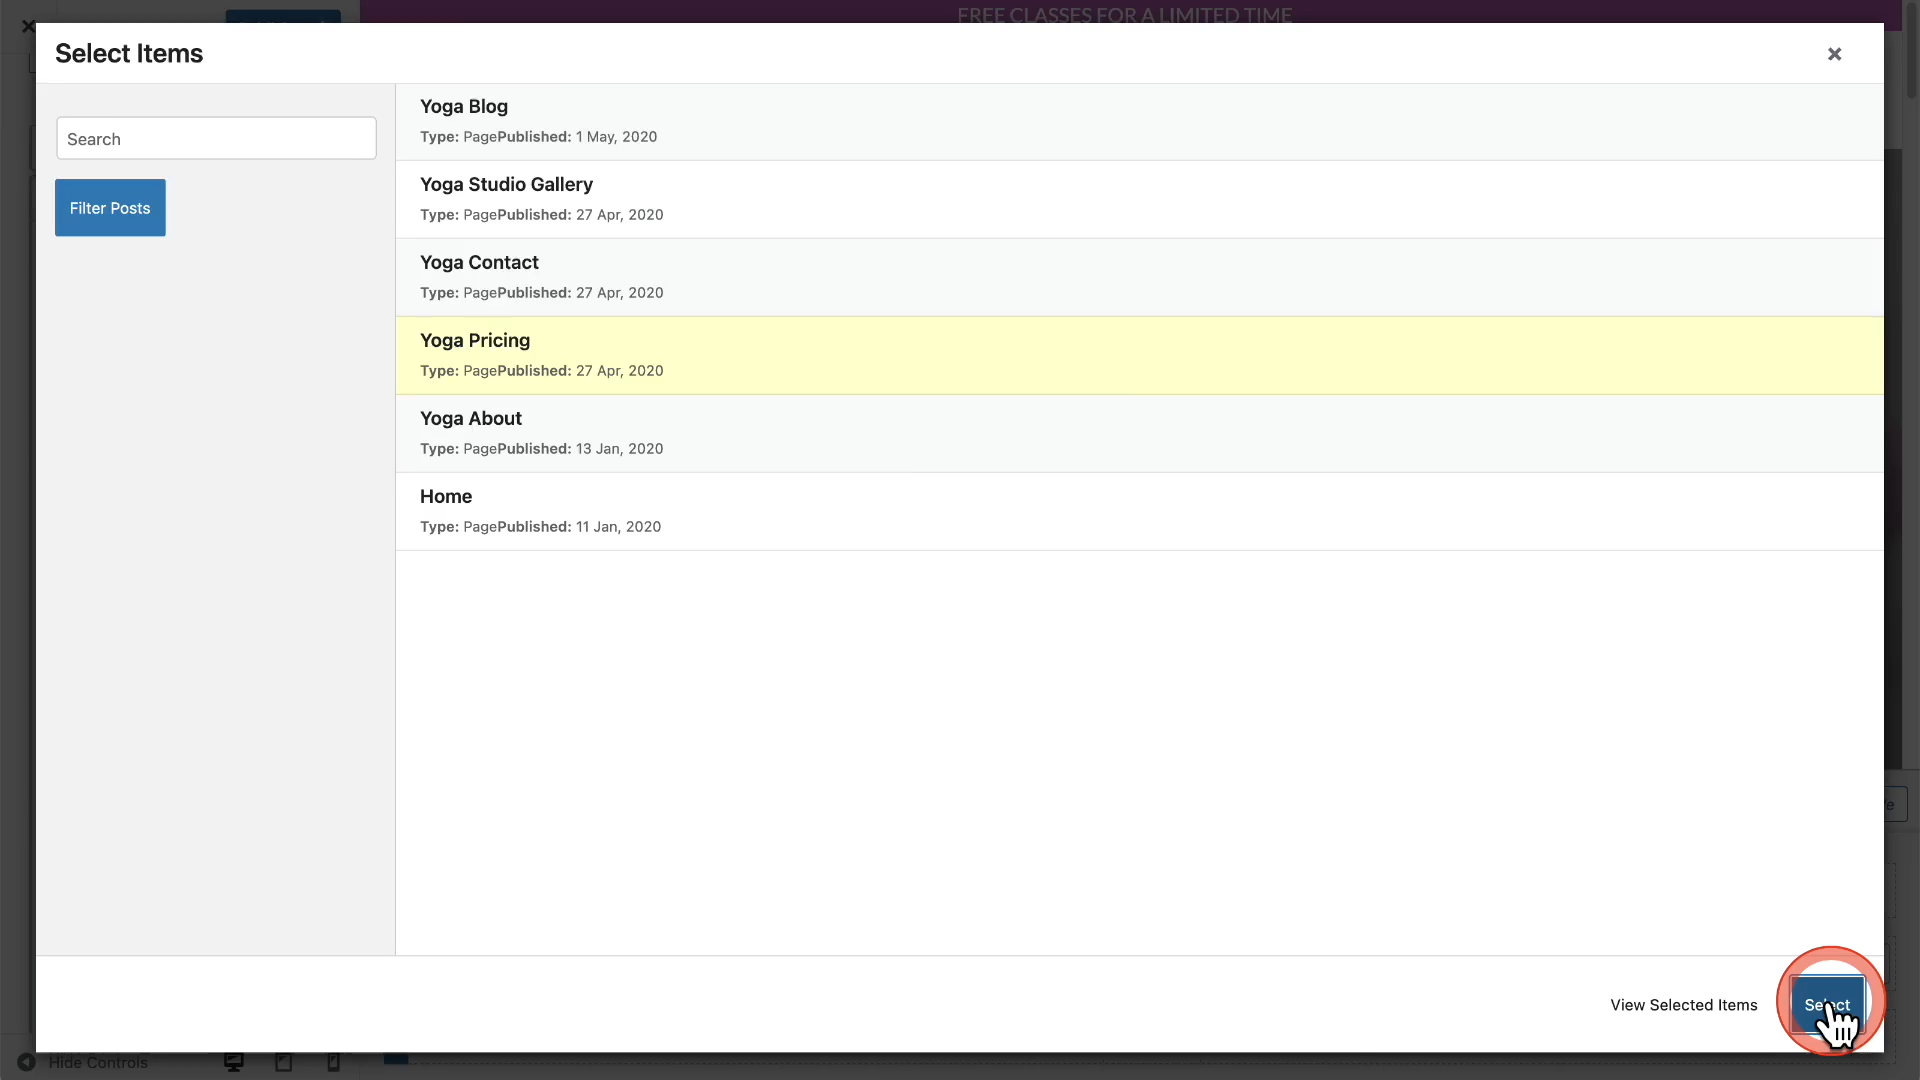 FREE CLASSES FOR A LIMITED TIME
Select Items
Search
Filter Posts
Yoga Blog
Type: PagePublished: 1 May, 2020
Yoga Studio Gallery
Type: PagePublished: 27 Apr, 2020
Yoga Contact
Type: PagePublished: 27 Apr, 2020
Yoga Pricing
Type: PagePublished: 27 Apr, 2020
Yoga About
Type: PagePublished: 13 Jan, 2020
Home
Type: PagePublished: 11 Jan, 2020
View Selected Items
Select
Hide Controls